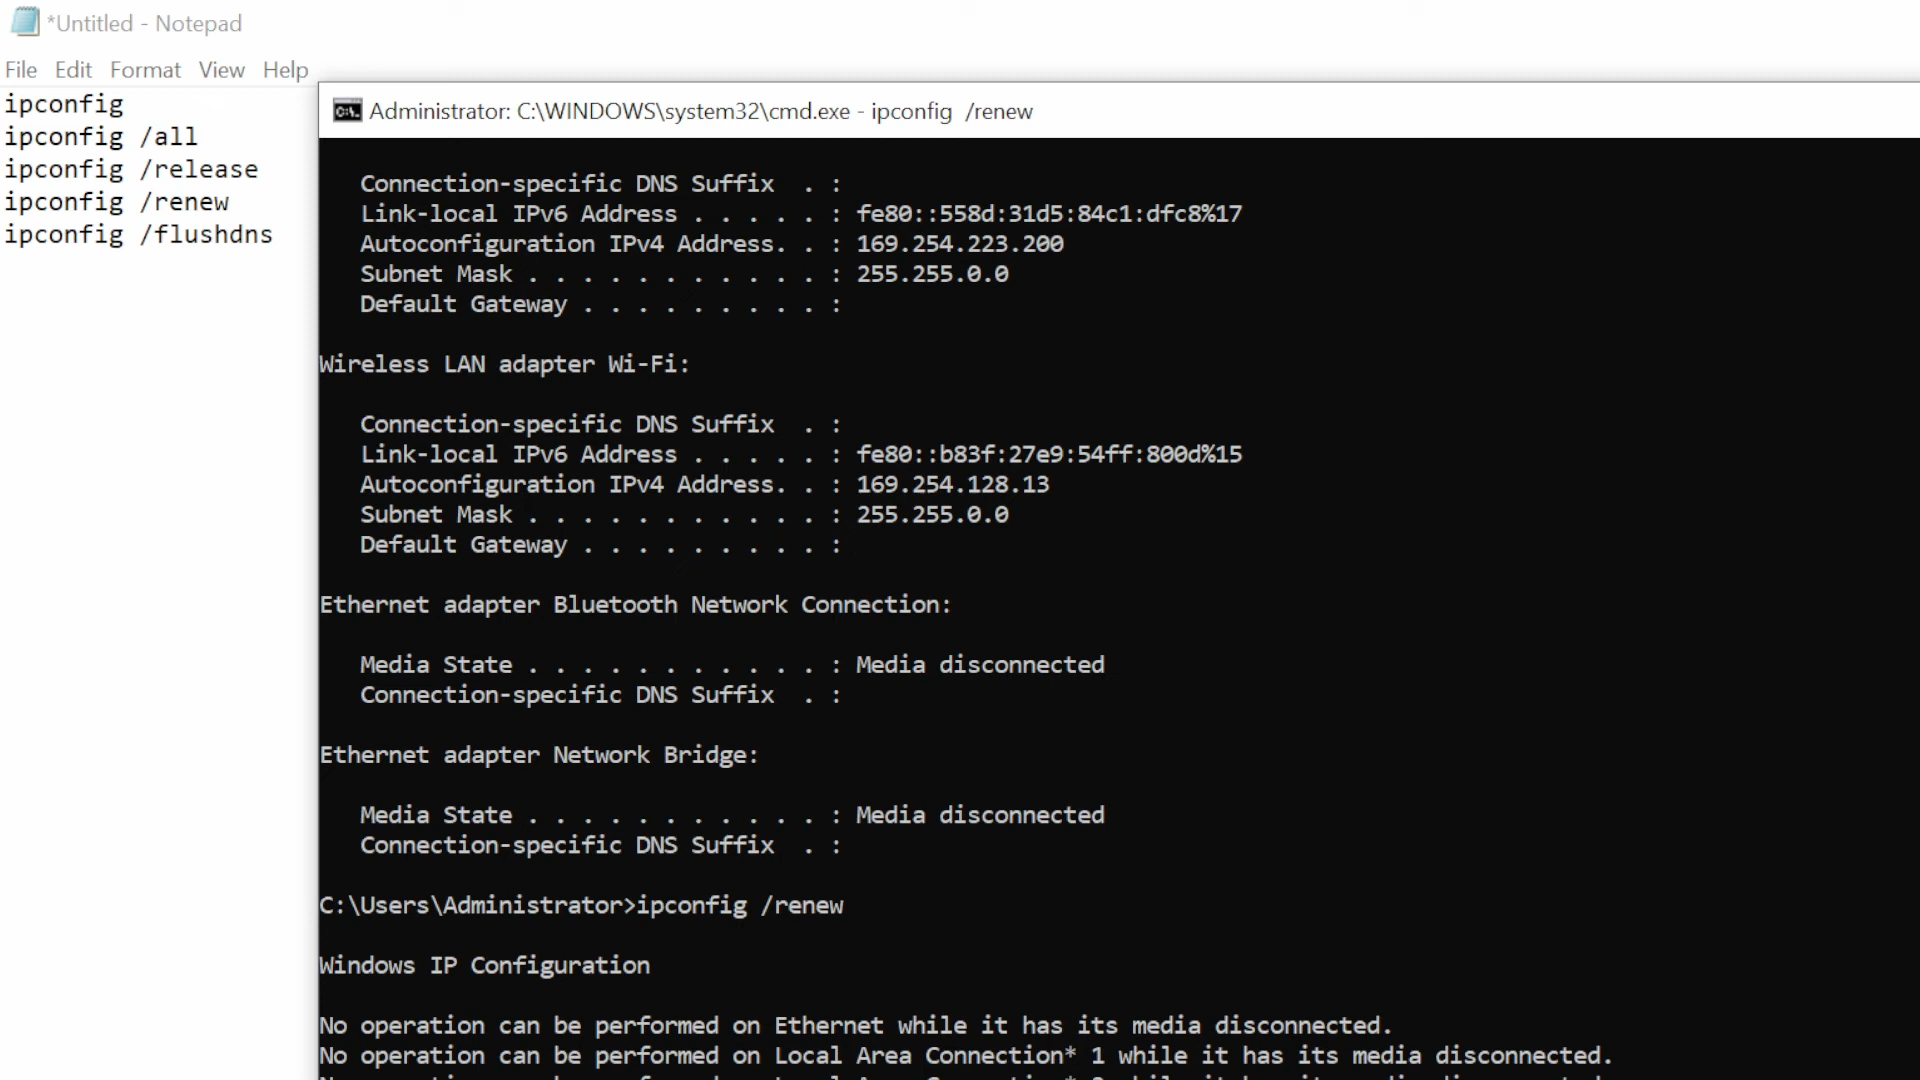 *Untitled - Notepad
File Edit Format View Help
ipconfig
ipconfig /all
ipconfig /release
ipconfig /renew
ipconfig /flushdns
Administrator: C:\WINDOWS\system32\cmd.exe - ipconfig  /renew
Connection-specific DNS Suffix  . :
Link-local IPv6 Address . . . . . : fe80::558d:31d5:84c1:dfc8%17
Autoconfiguration IPv4 Address. . : 169.254.223.200
Subnet Mask . . . . . . . . . . . : 255.255.0.0
Default Gateway . . . . . . . . . :
Wireless LAN adapter Wi-Fi:
Connection-specific DNS Suffix  . :
Link-local IPv6 Address . . . . . : fe80::b83f:27e9:54ff:800d%15
Autoconfiguration IPv4 Address. . : 169.254.128.13
Subnet Mask . . . . . . . . . . . : 255.255.0.0
Default Gateway . . . . . . . . . :
Ethernet adapter Bluetooth Network Connection:
Media State . . . . . . . . . . . : Media disconnected
Connection-specific DNS Suffix  . :
Ethernet adapter Network Bridge:
Media State . . . . . . . . . . . : Media disconnected
Connection-specific DNS Suffix  . :
C:\Users\Administrator>ipconfig /renew
Windows IP Configuration
No operation can be performed on Ethernet while it has its media disconnected.
No operation can be performed on Local Area Connection* 1 while it has its media disconnected.